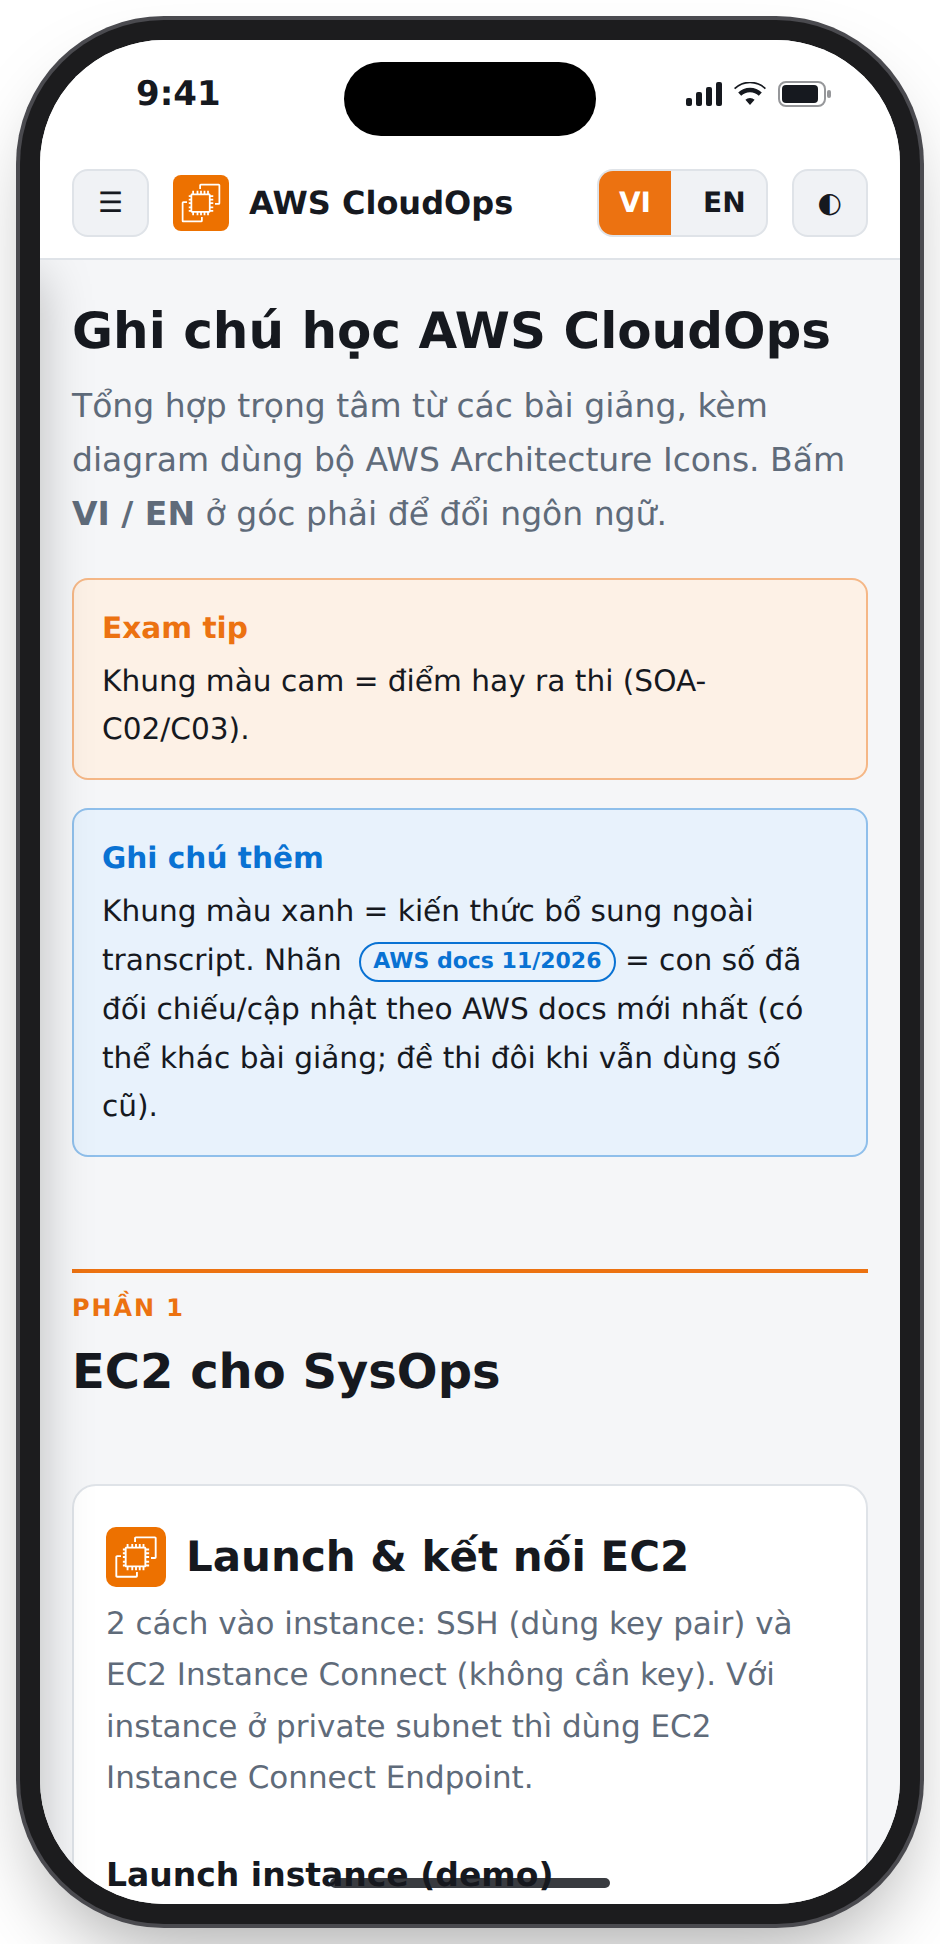 9:41
☰ AWS CloudOps VI EN ◐
Ghi chú học AWS CloudOps
Tổng hợp trọng tâm từ các bài giảng, kèm
diagram dùng bộ AWS Architecture Icons. Bấm
VI / EN ở góc phải để đổi ngôn ngữ.
Exam tip
Khung màu cam = điểm hay ra thi (SOA-
C02/C03).
Ghi chú thêm
Khung màu xanh = kiến thức bổ sung ngoài
transcript. Nhãn AWS docs 11/2026 = con số đã
đối chiếu/cập nhật theo AWS docs mới nhất (có
thể khác bài giảng; đề thi đôi khi vẫn dùng số
cũ).
PHẦN 1
EC2 cho SysOps
Launch & kết nối EC2
2 cách vào instance: SSH (dùng key pair) và
EC2 Instance Connect (không cần key). Với
instance ở private subnet thì dùng EC2
Instance Connect Endpoint.
Launch instance (demo)